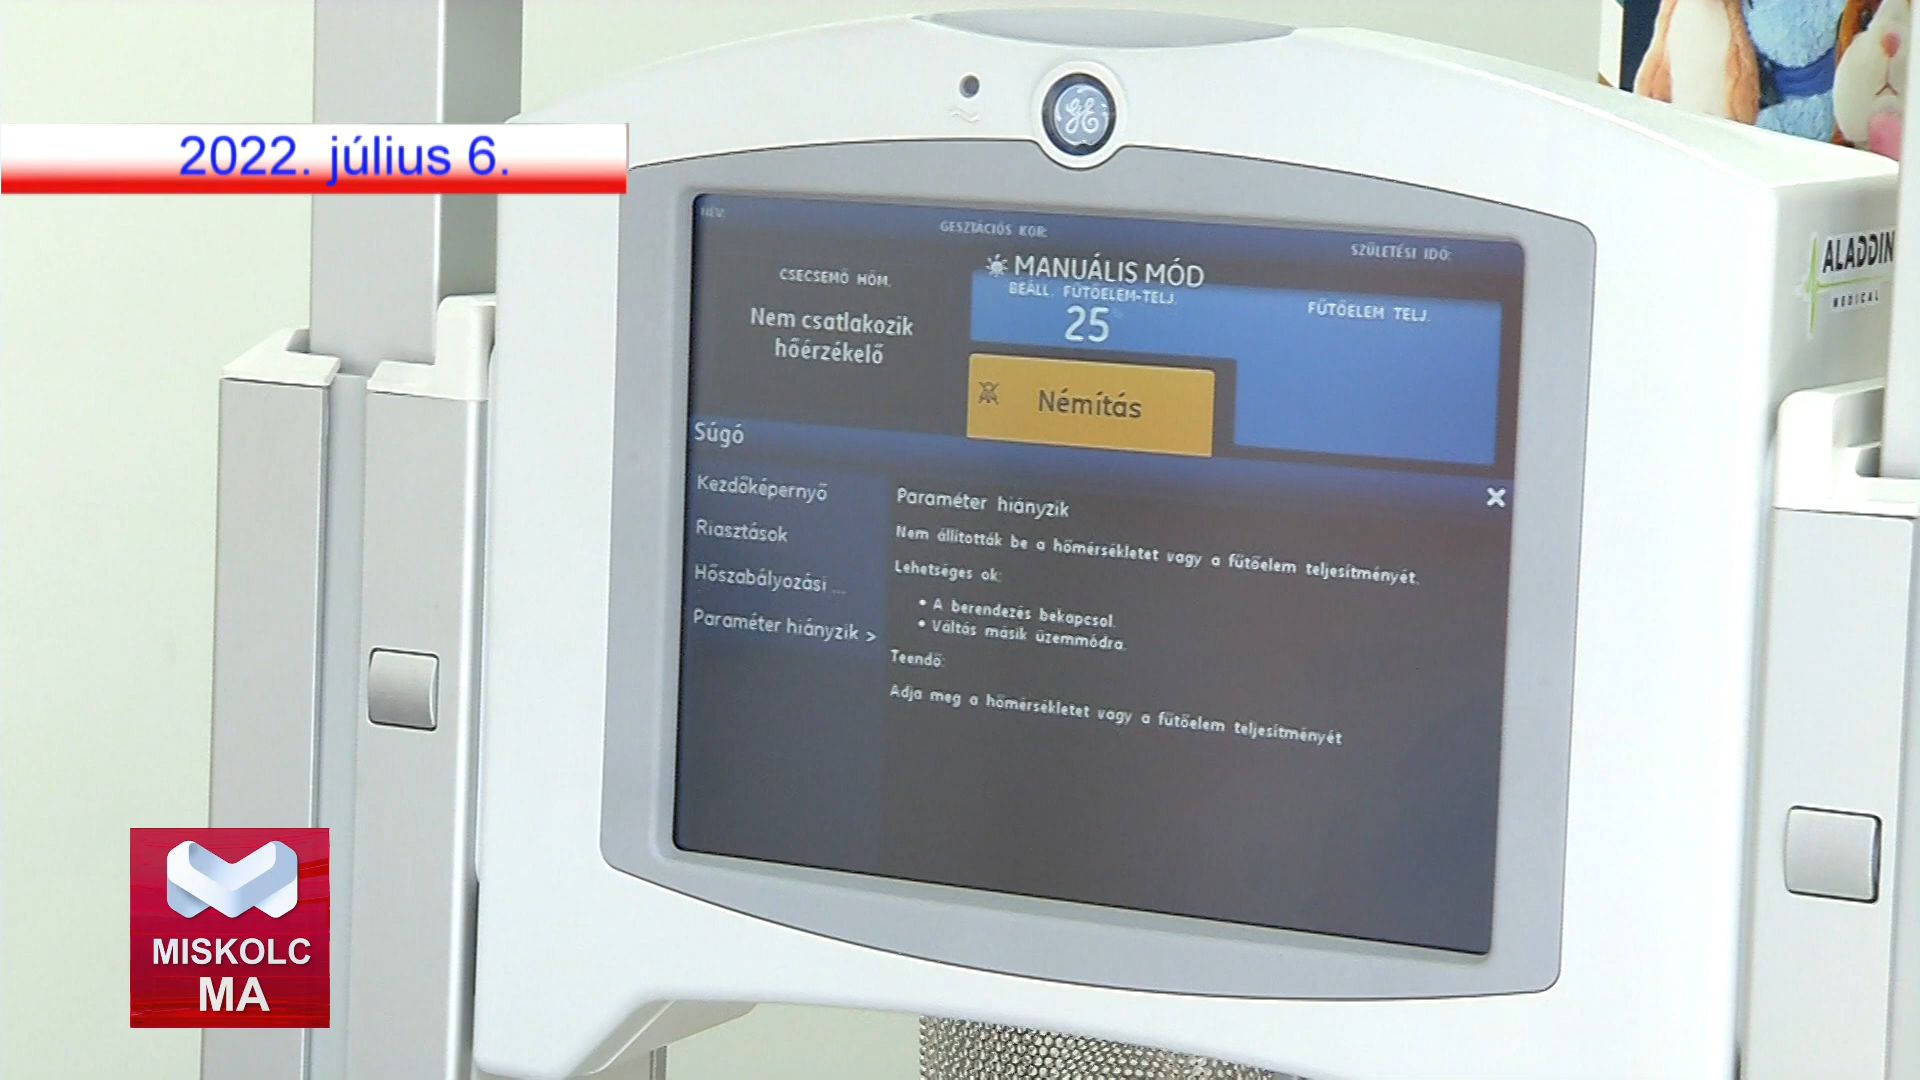 2022. július 6.
GE
NÉV:
GESZTÁCIÓS KOR:
SZÜLETÉSI IDŐ:
MANUÁLIS MÓD
CSECSEMŐ HŐM.
BEÁLL. FŰTŐELEM-TELJ.
FŰTŐELEM TELJ.
25
Nem csatlakozik
hőérzékelő
Némítás
Súgó
Kezdőképernyő
Riasztások
Hőszabályozási ...
Paraméter hiányzik >
Paraméter hiányzik
Nem állították be a hőmérsékletet vagy a fűtőelem teljesítményét.
Lehetséges ok:
• A berendezés bekapcsol.
• Váltás másik üzemmódra.
Teendő:
Adja meg a hőmérsékletet vagy a fűtőelem teljesítményét
ALADDIN
MEDICAL
MISKOLC
MA